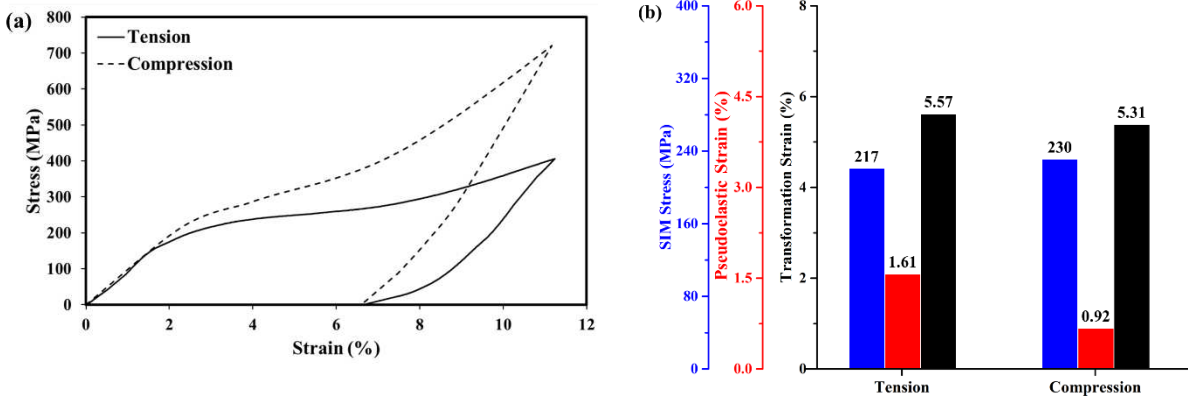 (a)
Tension
Compression
800
700
600
500
400
300
200
100
0
Stress (MPa)
0 2 4 6 8 10 12
Strain (%)
(b)
400
320
240
160
80
0
SIM Stress (MPa)
6.0
4.5
3.0
1.5
0.0
Pseudoclastic Strain (%)
8
6
4
2
0
Transformation Strain (%)
217
1.61
5.57
230
0.92
5.31
Tension Compression